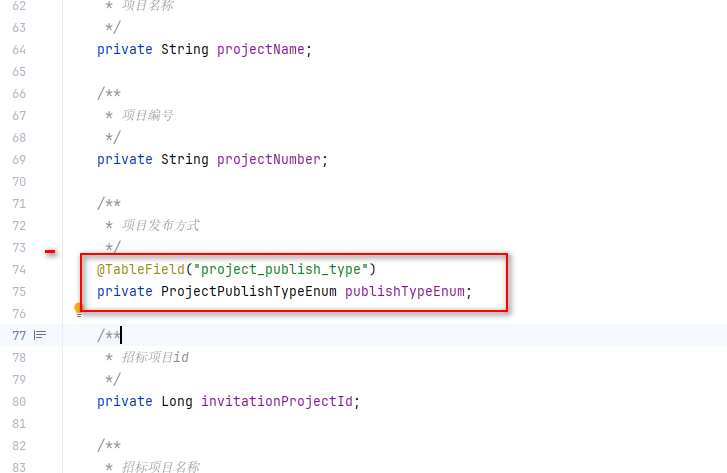 62 * 项目名称
63 */
64 private String projectName;
65
66 /**
67 * 项目编号
68 */
69 private String projectNumber;
70
71 /**
72 * 项目发布方式
73 */
74 @TableField("project_publish_type")
75 private ProjectPublishTypeEnum publishTypeEnum;
76
77 /**
78 * 招标项目id
79 */
80 private Long invitationProjectId;
81
82 /**
83 * 招标项目名称